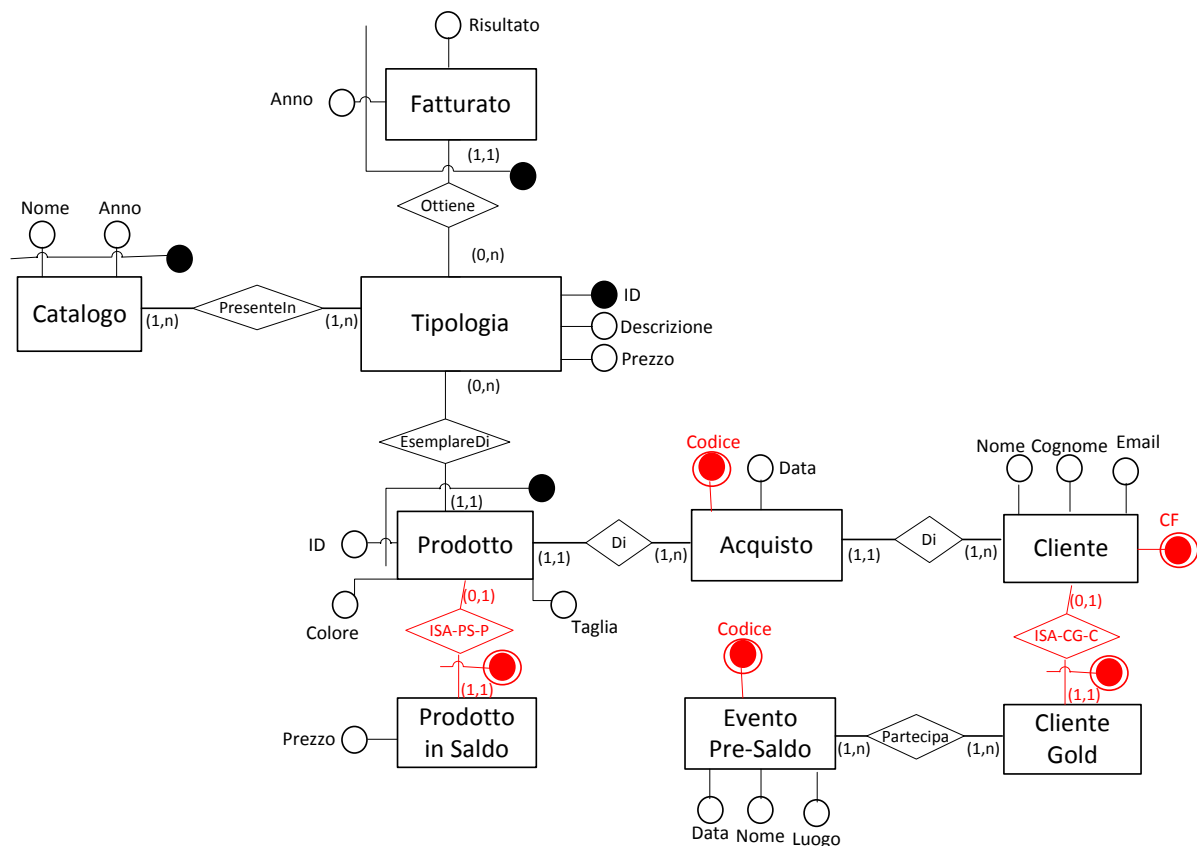 Risultato
Anno
Fatturato
(1,1)
Ottiene
Nome
Anno
(0,n)
Catalogo
(1,n)
PresenteIn
(1,n)
Tipologia
ID
Descrizione
Prezzo
(0,n)
EsemplareDi
Codice
Data
Nome
Cognome
Email
(1,1)
ID
Prodotto
(1,1)
Di
(1,n)
Acquisto
(1,1)
Di
(1,n)
Cliente
CF
Colore
(0,1)
Taglia
(0,1)
ISA-PS-P
Codice
ISA-CG-C
(1,1)
(1,1)
Prezzo
Prodotto
in Saldo
Evento
Pre-Saldo
(1,n)
Partecipa
(1,n)
Cliente
Gold
Data
Nome
Luogo